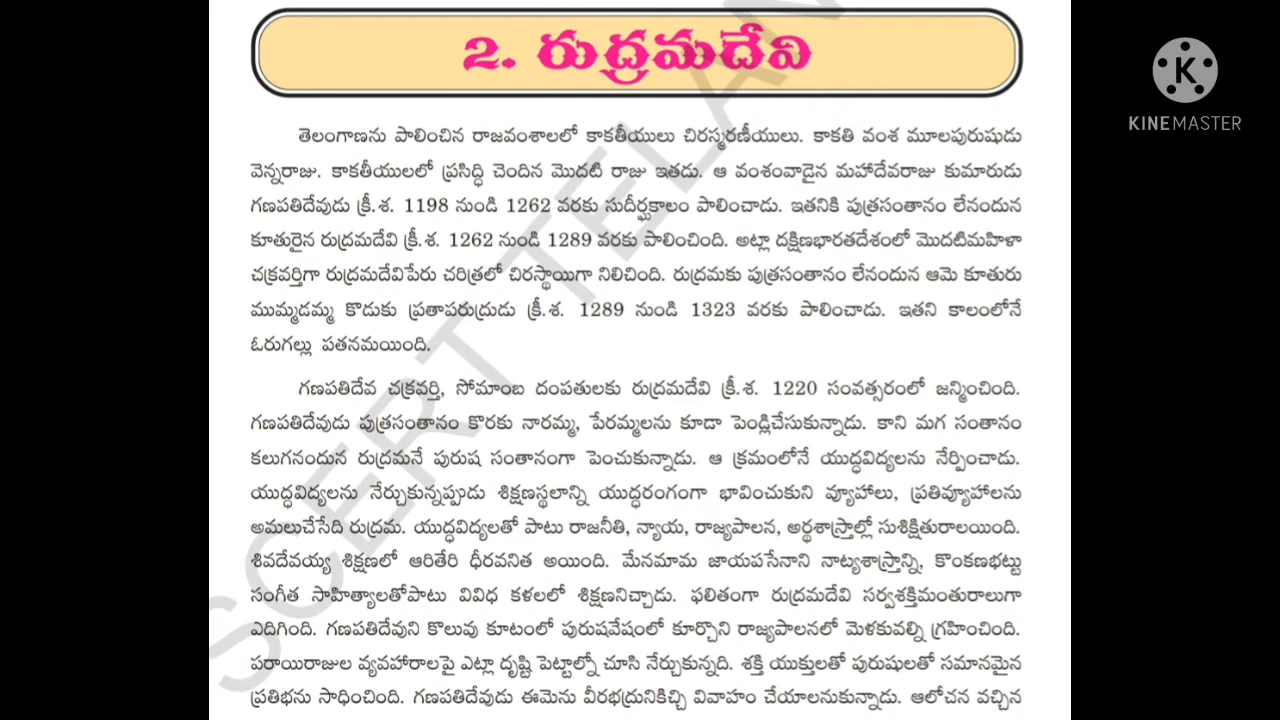 2. రుద్రమదేవి
KINEMASTER
తెలంగాణను పాలించిన రాజవంశాలలో కాకతీయులు చిరస్మరణీయులు. కాకతి వంశ మూలపురుషుడు
వెన్నరాజు. కాకతీయులలో ప్రసిద్ధి చెందిన మొదటి రాజు ఇతడు. ఆ వంశంవాడైన మహాదేవరాజు కుమారుడు
గణపతిదేవుడు క్రీ.శ. 1198 నుండి 1262 వరకు సుదీర్ఘకాలం పాలించాడు. ఇతనికి పుత్రసంతానం లేనందున
కూతురైన రుద్రమదేవి క్రీ.శ. 1262 నుండి 1289 వరకు పాలించింది. అట్లా దక్షిణభారతదేశంలో మొదటిమహిళా
చక్రవర్తిగా రుద్రమదేవిపేరు చరిత్రలో చిరస్థాయిగా నిలిచింది. రుద్రమకు పుత్రసంతానం లేనందున ఆమె కూతురు
ముమ్మడమ్మ కొడుకు ప్రతాపరుద్రుడు క్రీ.శ. 1289 నుండి 1323 వరకు పాలించాడు. ఇతని కాలంలోనే
ఓరుగల్లు పతనమయింది.
గణపతిదేవ చక్రవర్తి, సోమాంబ దంపతులకు రుద్రమదేవి క్రీ.శ. 1220 సంవత్సరంలో జన్మించింది.
గణపతిదేవుడు పుత్రసంతానం కొరకు నారమ్మ, పేరమ్మలను కూడా పెండ్లిచేసుకున్నాడు. కాని మగ సంతానం
కలుగనందున రుద్రమనే పురుష సంతానంగా పెంచుకున్నాడు. ఆ క్రమంలోనే యుద్ధవిద్యలను నేర్పించాడు.
యుద్ధవిద్యలను నేర్చుకున్నప్పుడు శిక్షణస్థలాన్ని యుద్ధరంగంగా భావించుకుని వ్యూహాలు, ప్రతివ్యూహాలను
అమలుచేసేది రుద్రమ. యుద్ధవిద్యలతో పాటు రాజనీతి, న్యాయ, రాజ్యపాలన, అర్థశాస్త్రాల్లో సుశిక్షితురాలయింది.
శివదేవయ్య శిక్షణలో ఆరితేరి ధీరవనిత అయింది. మేనమామ జాయపసేనాని నాట్యశాస్త్రాన్ని, కొంకణభట్టు
సంగీత సాహిత్యాలతోపాటు వివిధ కళలలో శిక్షణనిచ్చాడు. ఫలితంగా రుద్రమదేవి సర్వశక్తిమంతురాలుగా
ఎదిగింది. గణపతిదేవుని కొలువు కూటంలో పురుషవేషంలో కూర్చొని రాజ్యపాలనలో మెళకువల్ని గ్రహించింది.
పరాయిరాజుల వ్యవహారాలపై ఎట్లా దృష్టి పెట్టాల్నో చూసి నేర్చుకున్నది. శక్తి యుక్తులతో పురుషులతో సమానమైన
ప్రతిభను సాధించింది. గణపతిదేవుడు ఈమెను వీరభద్రునికిచ్చి వివాహం చేయాలనుకున్నాడు. ఆలోచన వచ్చిన
SCERT TELAN